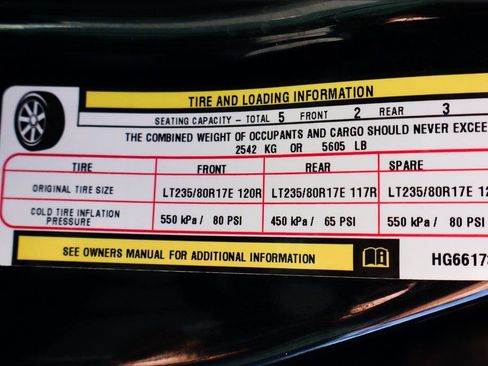 TIRE AND LOADING INFORMATION
SEATING CAPACITY - TOTAL 5 FRONT 2 REAR 3
THE COMBINED WEIGHT OF OCCUPANTS AND CARGO SHOULD NEVER EXCEE
2542 KG OR 5605 LB
TIRE FRONT REAR SPARE
ORIGINAL TIRE SIZE LT235/80R17E 120R LT235/80R17E 117R LT235/80R17E 12
COLD TIRE INFLATION PRESSURE 550 kPa / 80 PSI 450 kPa / 65 PSI 550 kPa / 80 PSI
SEE OWNERS MANUAL FOR ADDITIONAL INFORMATION
HG6617